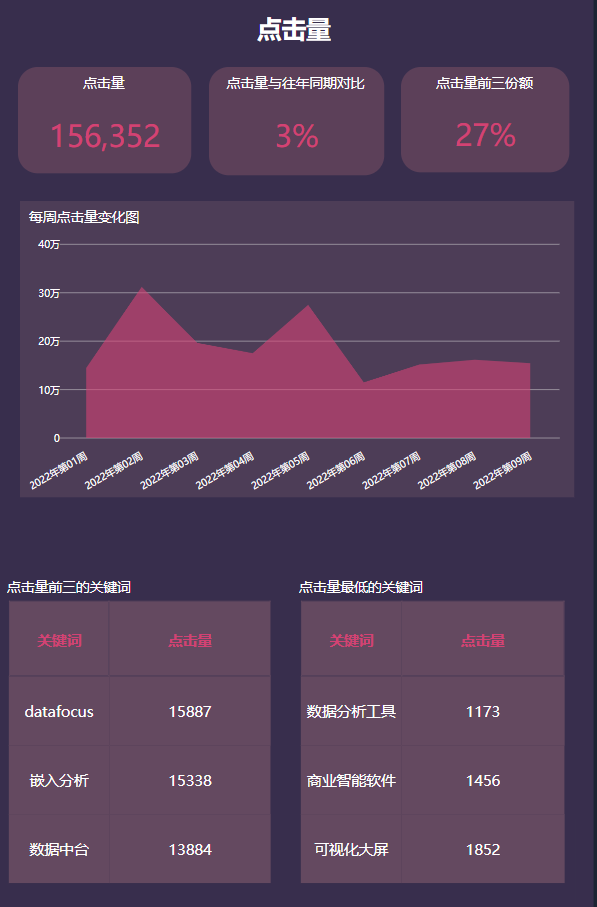 点击量
点击量 点击量与往年同期对比 点击量前三份额
156,352 3% 27%
每周点击量变化图
40万
30万
20万
10万
0
2022年第01周 2022年第02周 2022年第03周 2022年第04周 2022年第05周 2022年第06周 2022年第07周 2022年第08周 2022年第09周
点击量前三的关键词
关键词 点击量
datafocus 15887
嵌入分析 15338
数据中台 13884
点击量最低的关键词
关键词 点击量
数据分析工具 1173
商业智能软件 1456
可视化大屏 1852